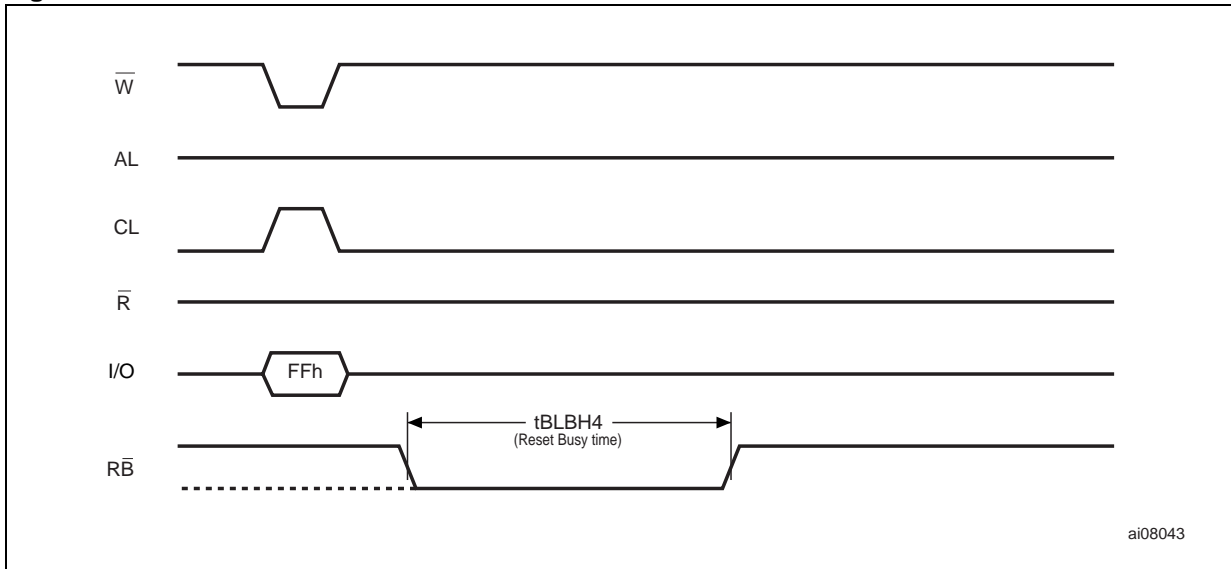 W̅
AL
CL
R̅
I/O
FFh
tBLBH4
(Reset Busy time)
RB̅
ai08043